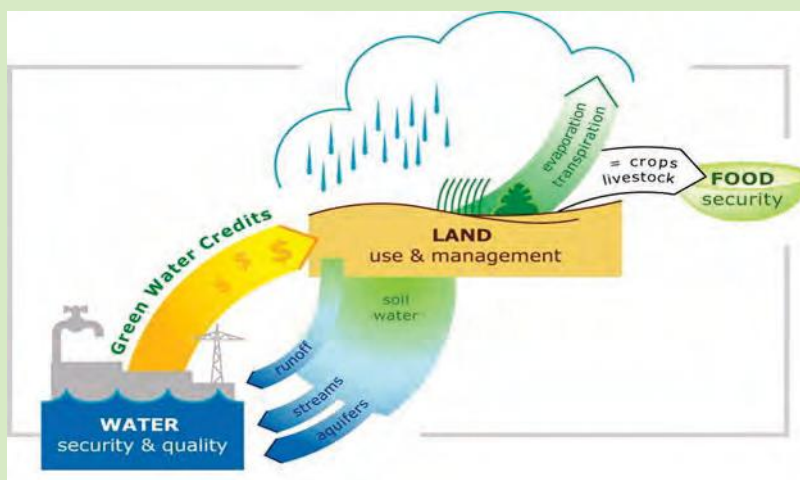 evaporation
transpiration
= crops
livestock
FOOD
security
Green Water Credits
$ $ $
LAND
use & management
soil
water
runoff
streams
aquifers
WATER
security & quality